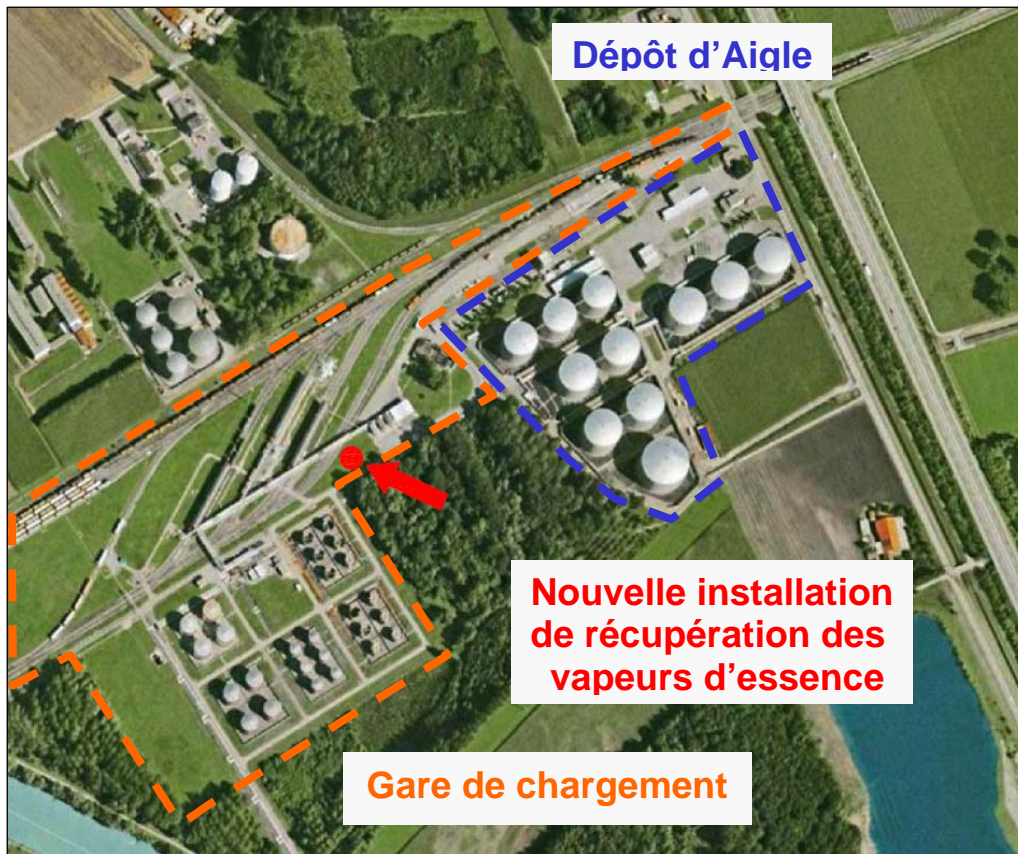 Dépôt d’Aigle
Nouvelle installation
de récupération des
vapeurs d’essence
Gare de chargement